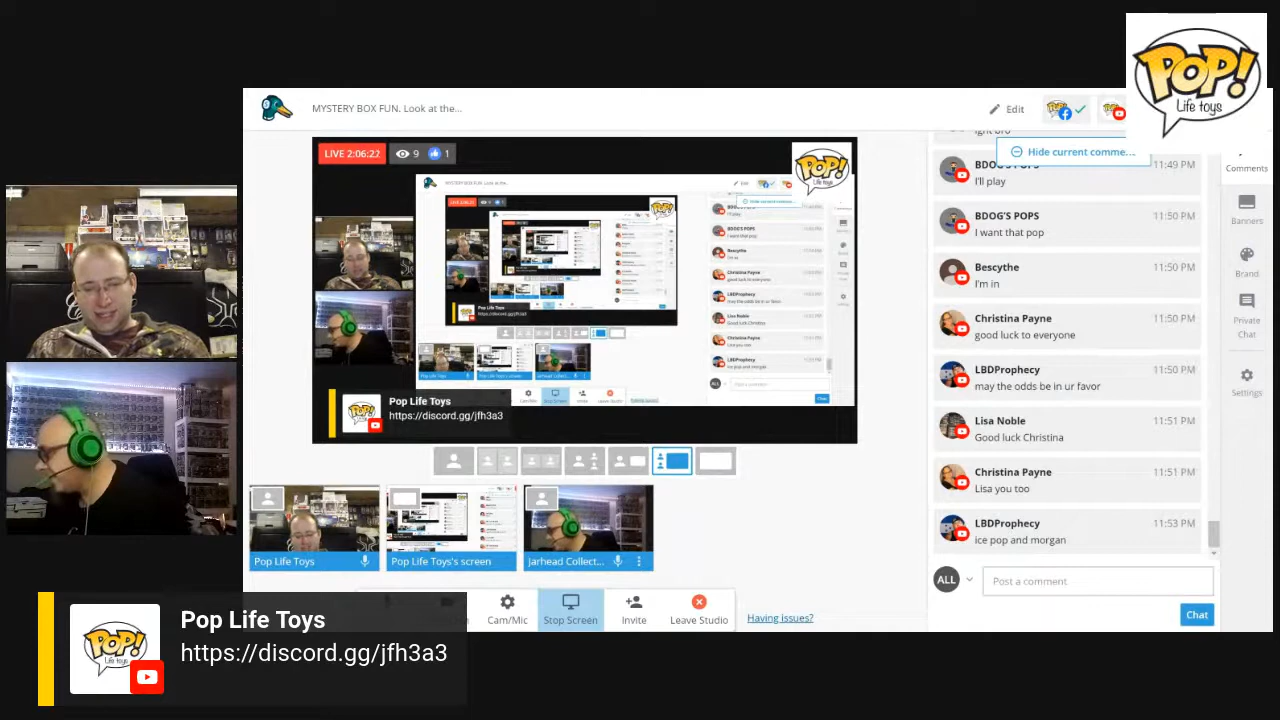 POP!
Life toys
MYSTERY BOX FUN. Look at the...
Edit
Hide current comme...
LIVE 2:06:22
9
1
POP!
Life toys
BDOG'S POPS
11:49 PM
I'll play
BDOG'S POPS
11:50 PM
I want that pop
Bescythe
11:50 PM
I'm in
Christina Payne
11:50 PM
good luck to everyone
LBDProphecy
11:50 PM
may the odds be in ur favor
Lisa Noble
11:51 PM
Good luck Christina
Christina Payne
11:51 PM
Lisa you too
LBDProphecy
11:53 PM
ice pop and morgan
Comments
Banners
Brand
Private
Chat
Settings
ALL
Post a comment
Chat
Pop Life Toys
https://discord.gg/jfh3a3
Pop Life Toys
Pop Life Toys's screen
Jarhead Collect...
Cam/Mic
Stop Screen
Invite
Leave Studio
Having issues?
POP!
Life toys
Pop Life Toys
https://discord.gg/jfh3a3